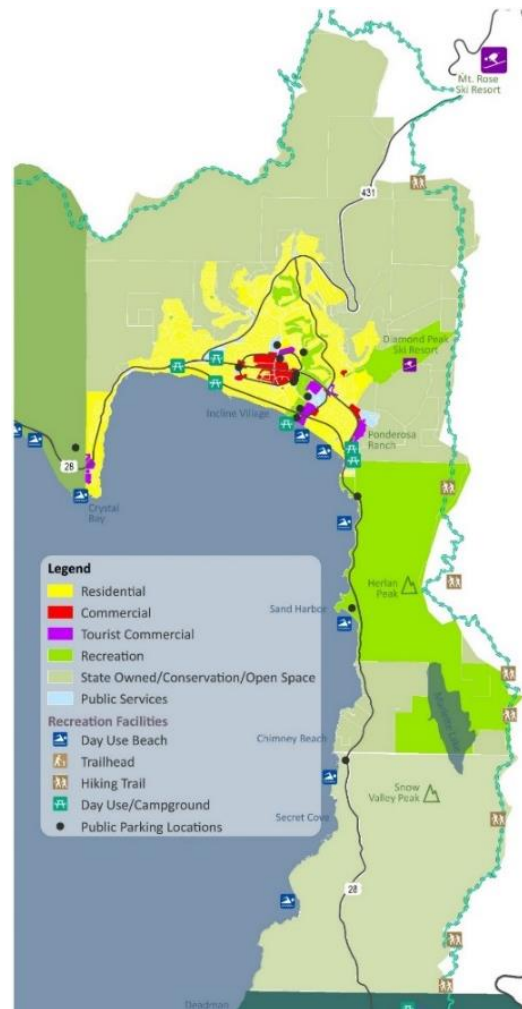 Mt. Rose
Ski Resort
431
Diamond Peak
Ski Resort
Incline Village
Ponderosa
Ranch
28
Crystal
Bay
Herlan
Peak
Sand Harbor
Legend
Residential
Commercial
Tourist Commercial
Recreation
State Owned/Conservation/Open Space
Public Services
Recreation Facilities
Day Use Beach
Trailhead
Hiking Trail
Day Use/Campground
Public Parking Locations
Marlette Lake
Chimney Beach
Snow
Valley Peak
Secret Cove
28
Deadman